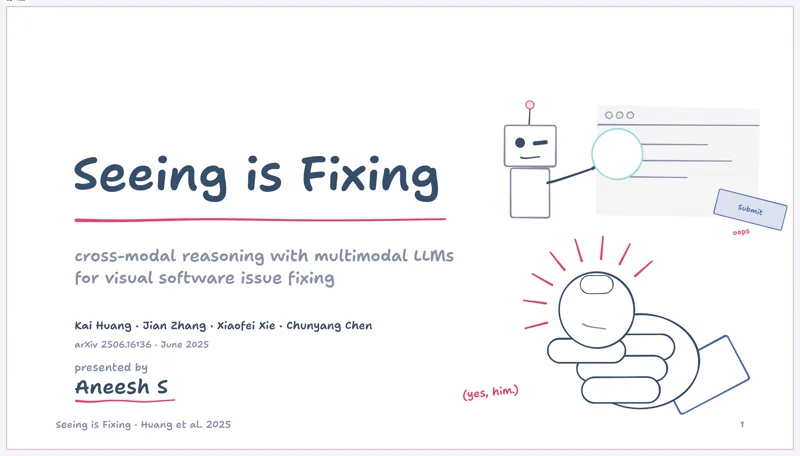 Seeing is Fixing
cross-modal reasoning with multimodal LLMs
for visual software issue fixing
Kai Huang · Jian Zhang · Xiaofei Xie · Chunyang Chen
arXiv 2506.16136 · June 2025
presented by
Aneesh S
Submit
oops
(yes, him.)
Seeing is Fixing · Huang et al. 2025
1